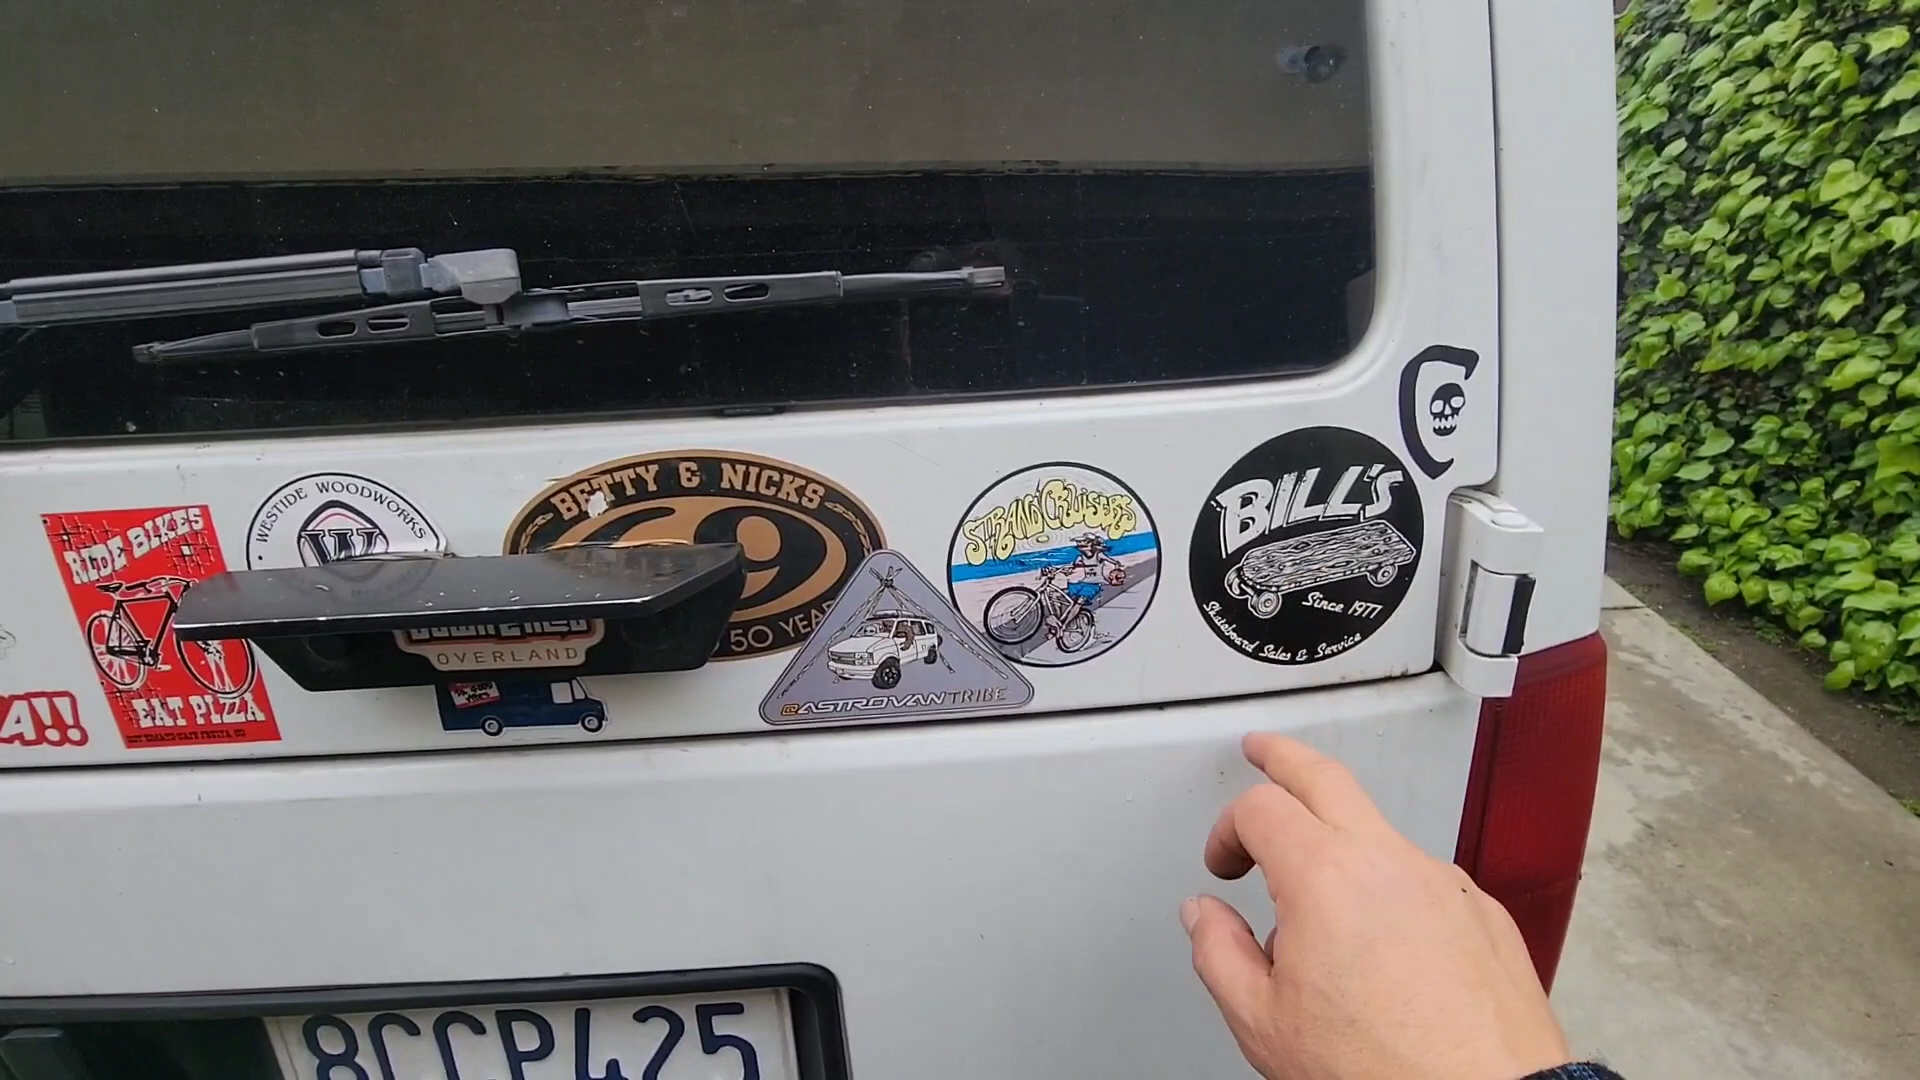 A!!
RIDE BIKES
EAT PIZZA
WESTSIDE WOODWORKS
W
OVERLAND
BETTY & NICKS
69
50 YEA
@ASTROVANTRIBE
STRAND CRUISERS
BILL'S
Since 1977
Skateboard Sales & Service
8CCP425